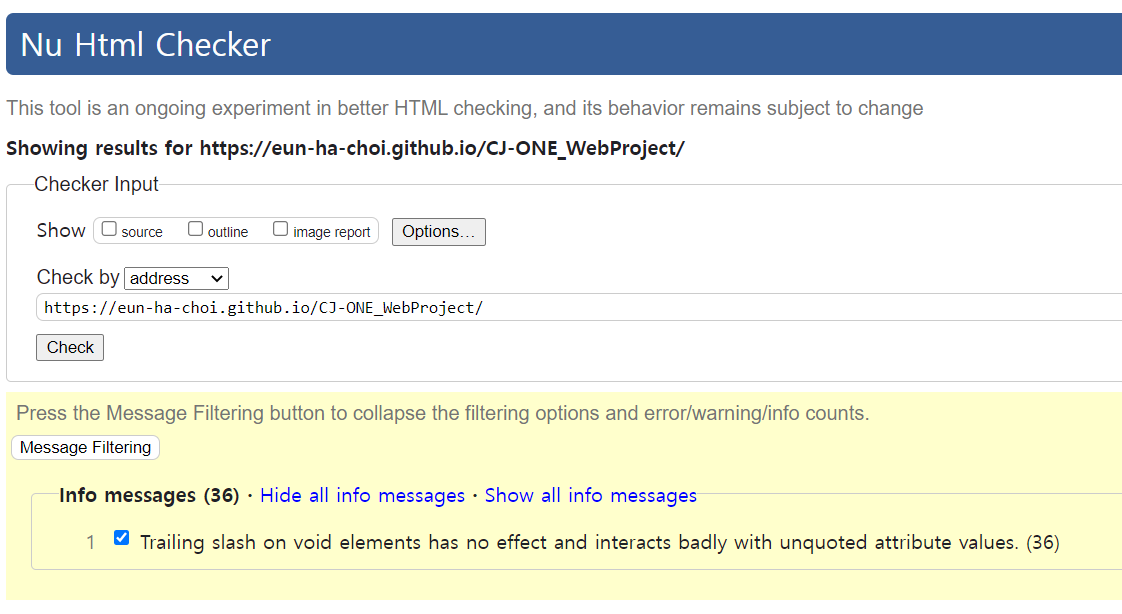 Nu Html Checker
This tool is an ongoing experiment in better HTML checking, and its behavior remains subject to change
Showing results for https://eun-ha-choi.github.io/CJ-ONE_WebProject/
Checker Input
Show source outline image report Options...
Check by address
https://eun-ha-choi.github.io/CJ-ONE_WebProject/
Check
Press the Message Filtering button to collapse the filtering options and error/warning/info counts.
Message Filtering
Info messages (36) · Hide all info messages · Show all info messages
1 Trailing slash on void elements has no effect and interacts badly with unquoted attribute values. (36)